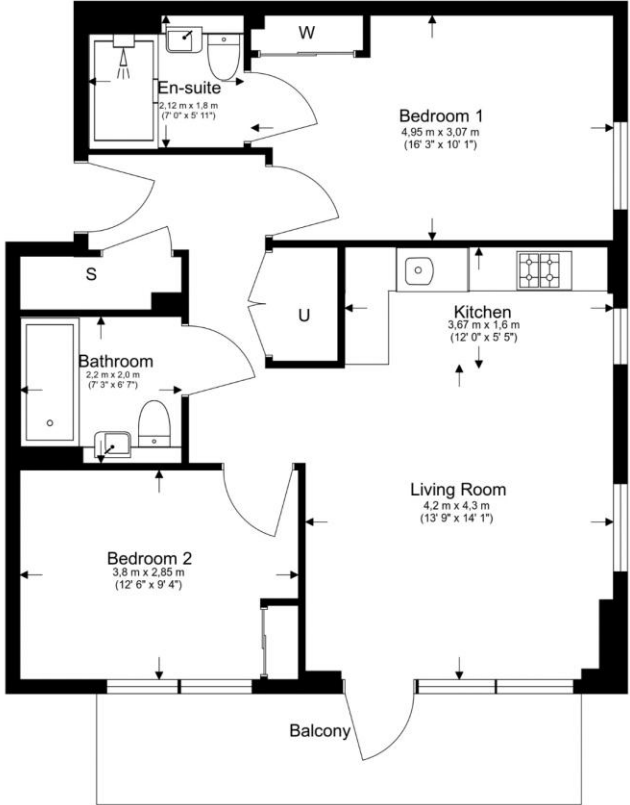 W
En-suite
2,12 m x 1,8 m
(7' 0" x 5' 11")
Bedroom 1
4,95 m x 3,07 m
(16' 3" x 10' 1")
S
U
Kitchen
3,67 m x 1,6 m
(12' 0" x 5' 5")
Bathroom
2,2 m x 2,0 m
(7' 3" x 6' 7")
Living Room
4,2 m x 4,3 m
(13' 9" x 14' 1")
Bedroom 2
3,8 m x 2,85 m
(12' 6" x 9' 4")
Balcony